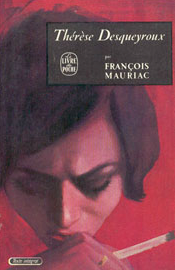 Thérèse Desqueyroux
LE LIVRE
DE POCHE
par
FRANÇOIS
MAURIAC
Texte intégral